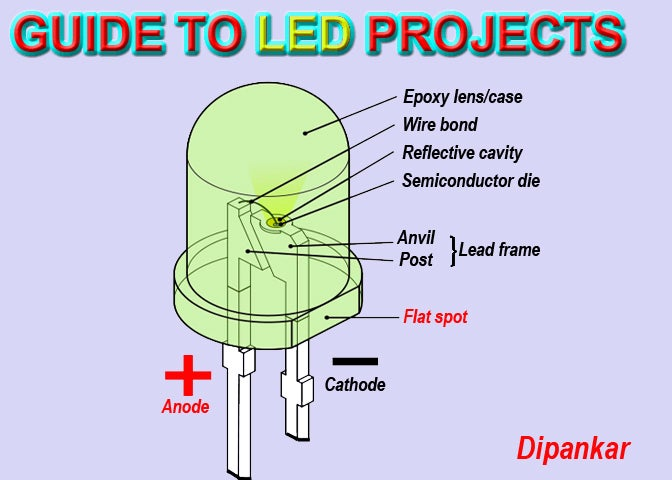 GUIDE TO LED PROJECTS
Epoxy lens/case
Wire bond
Reflective cavity
Semiconductor die
Anvil
Post
Lead frame
Flat spot
+
Anode
−
Cathode
Dipankar